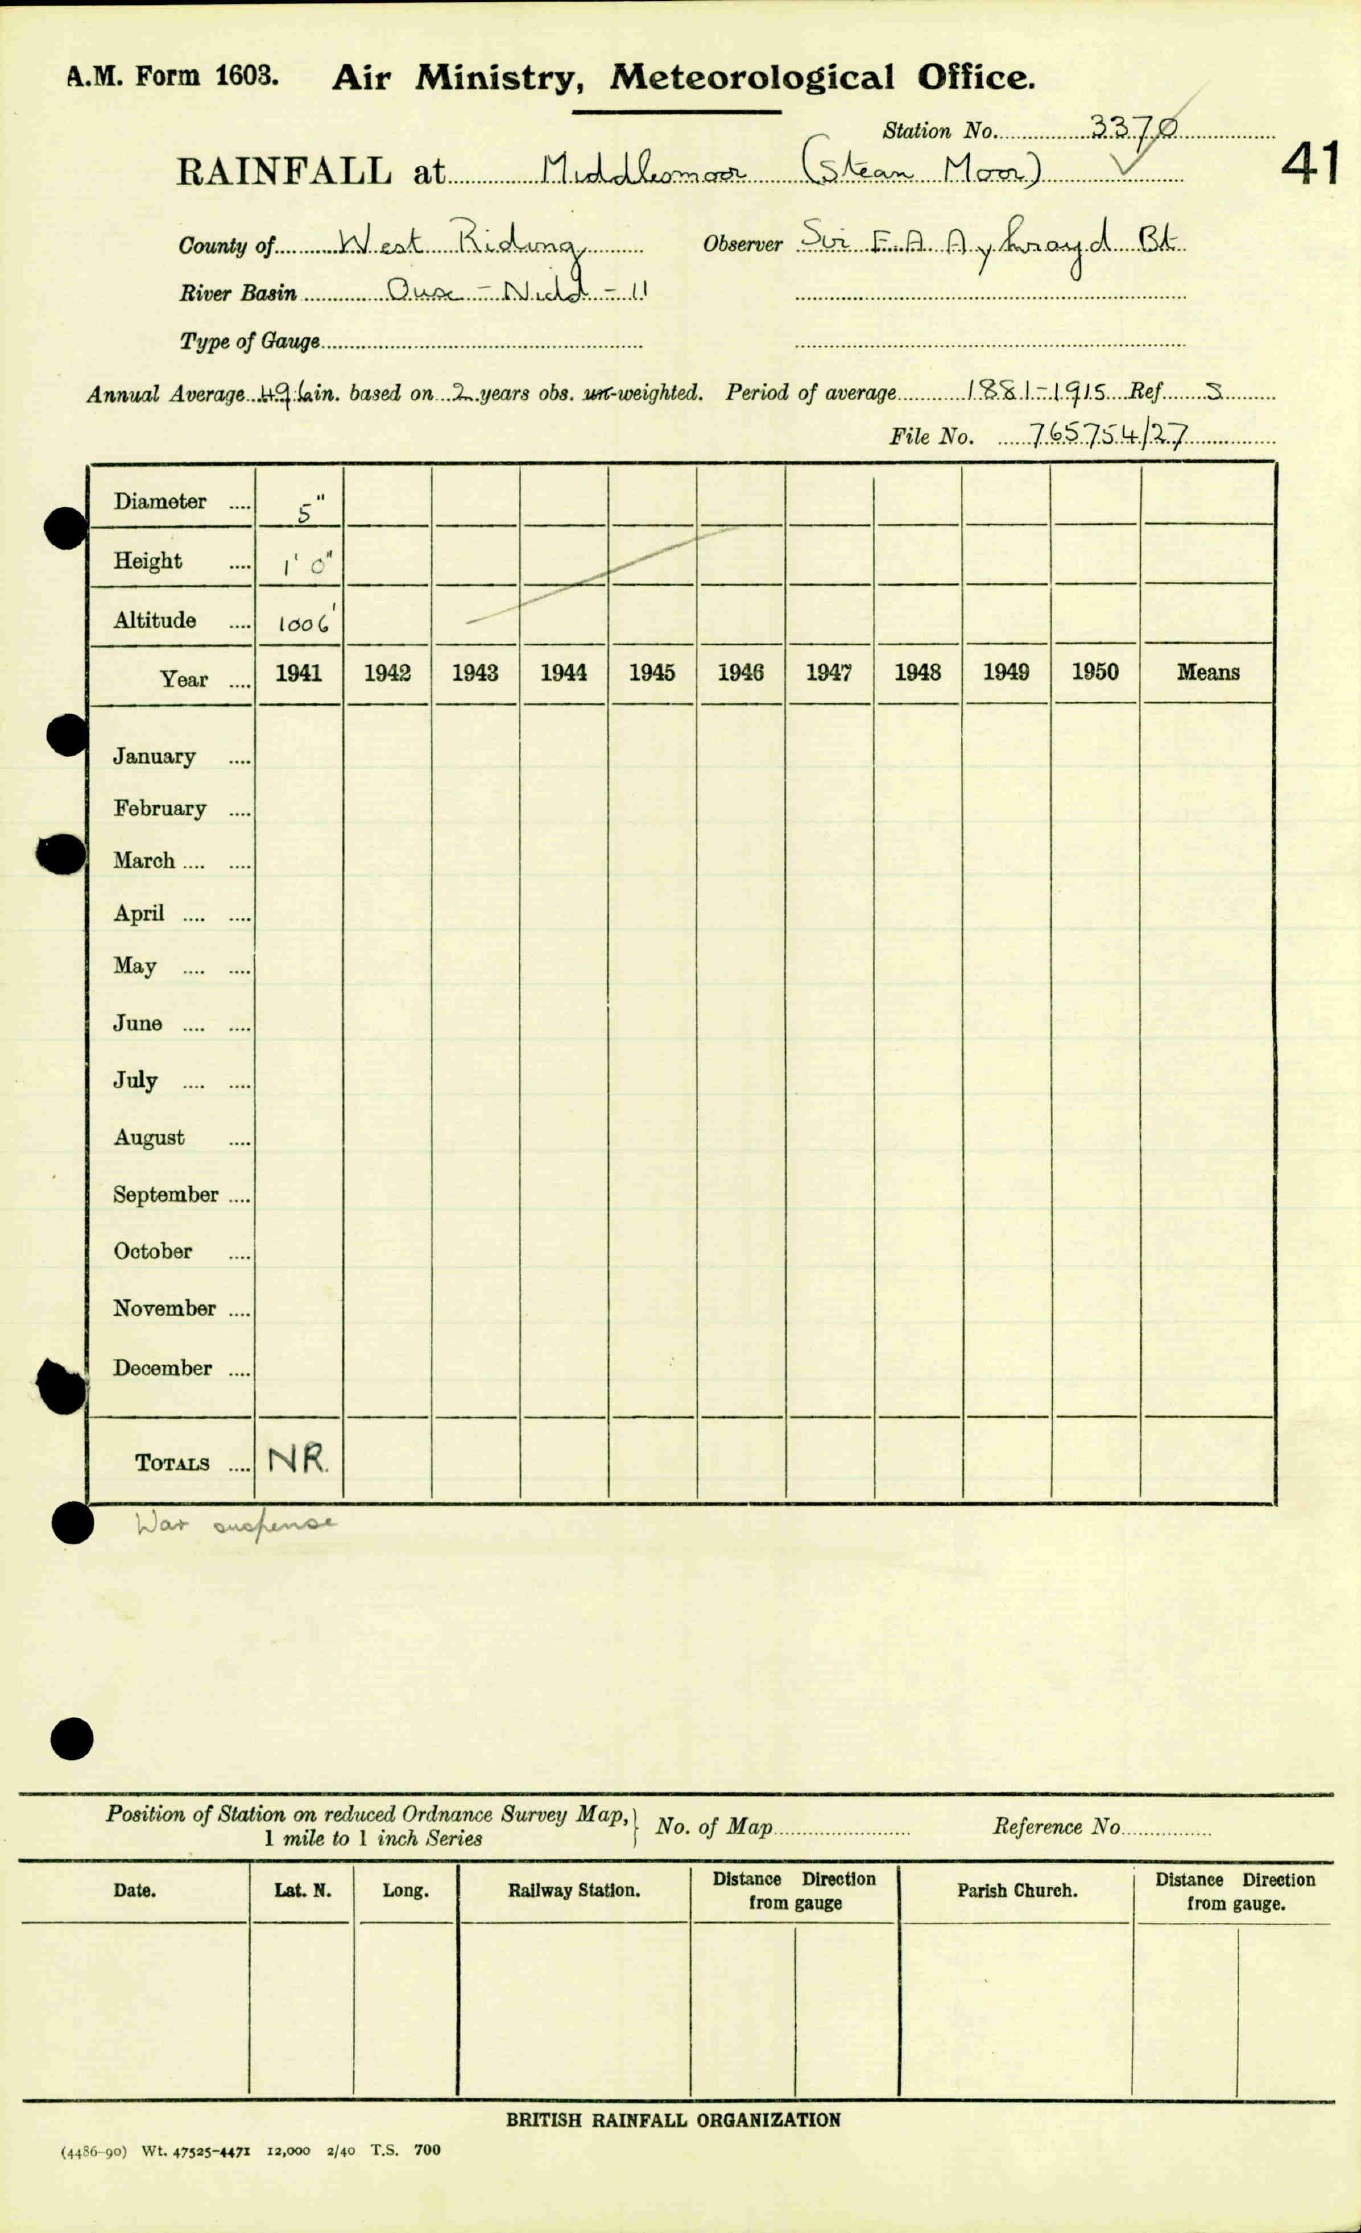 A.M. Form 1603. Air Ministry, Meteorological Office.
Station No. 3370
41
RAINFALL at Middlesmoor (Stean Moor)
County of West Riding Observer Sir F. A. Aykroyd Bt
River Basin Ouse - Nidd - 11
Type of Gauge
Annual Average 49.6 in. based on 2 years obs. un-weighted. Period of average 1881-1915 Ref. S
File No. 765754/27
Diameter .... 5"
Height .... 1' 0"
Altitude .... 1006'
Year .... 1941 1942 1943 1944 1945 1946 1947 1948 1949 1950 Means
January ....
February ....
March .... ....
April .... ....
May .... ....
June .... ....
July .... ....
August ....
September ....
October ....
November ....
December ....
TOTALS .... NR.
War suspense
Position of Station on reduced Ordnance Survey Map, } No. of Map Reference No.
1 mile to 1 inch Series
Date. Lat. N. Long. Railway Station. Distance Direction from gauge Parish Church. Distance Direction from gauge.
BRITISH RAINFALL ORGANIZATION
(4486-90) Wt. 47525-4471 12,000 2/40 T.S. 700